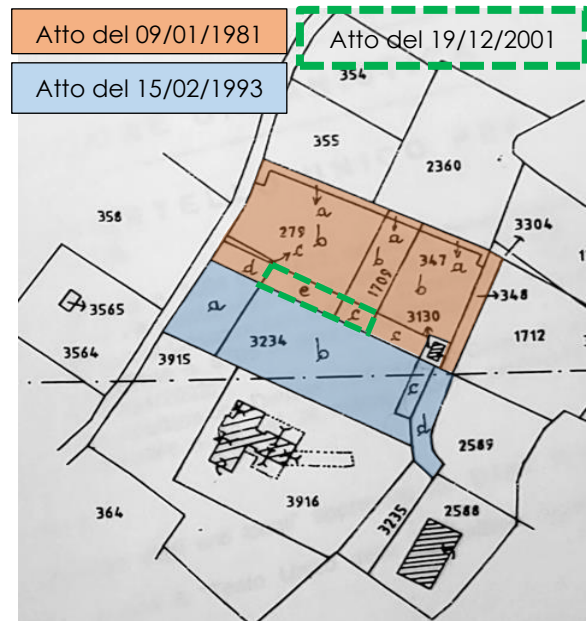 Atto del 09/01/1981
Atto del 19/12/2001
Atto del 15/02/1993
354
355
2360
358
3304
279
a
b
c
a
b
1709
347
a
b
348
d
e
c
c
3130
3565
3564
a
3915
3234
b
1712
a
d
2589
3916
3235
2588
364